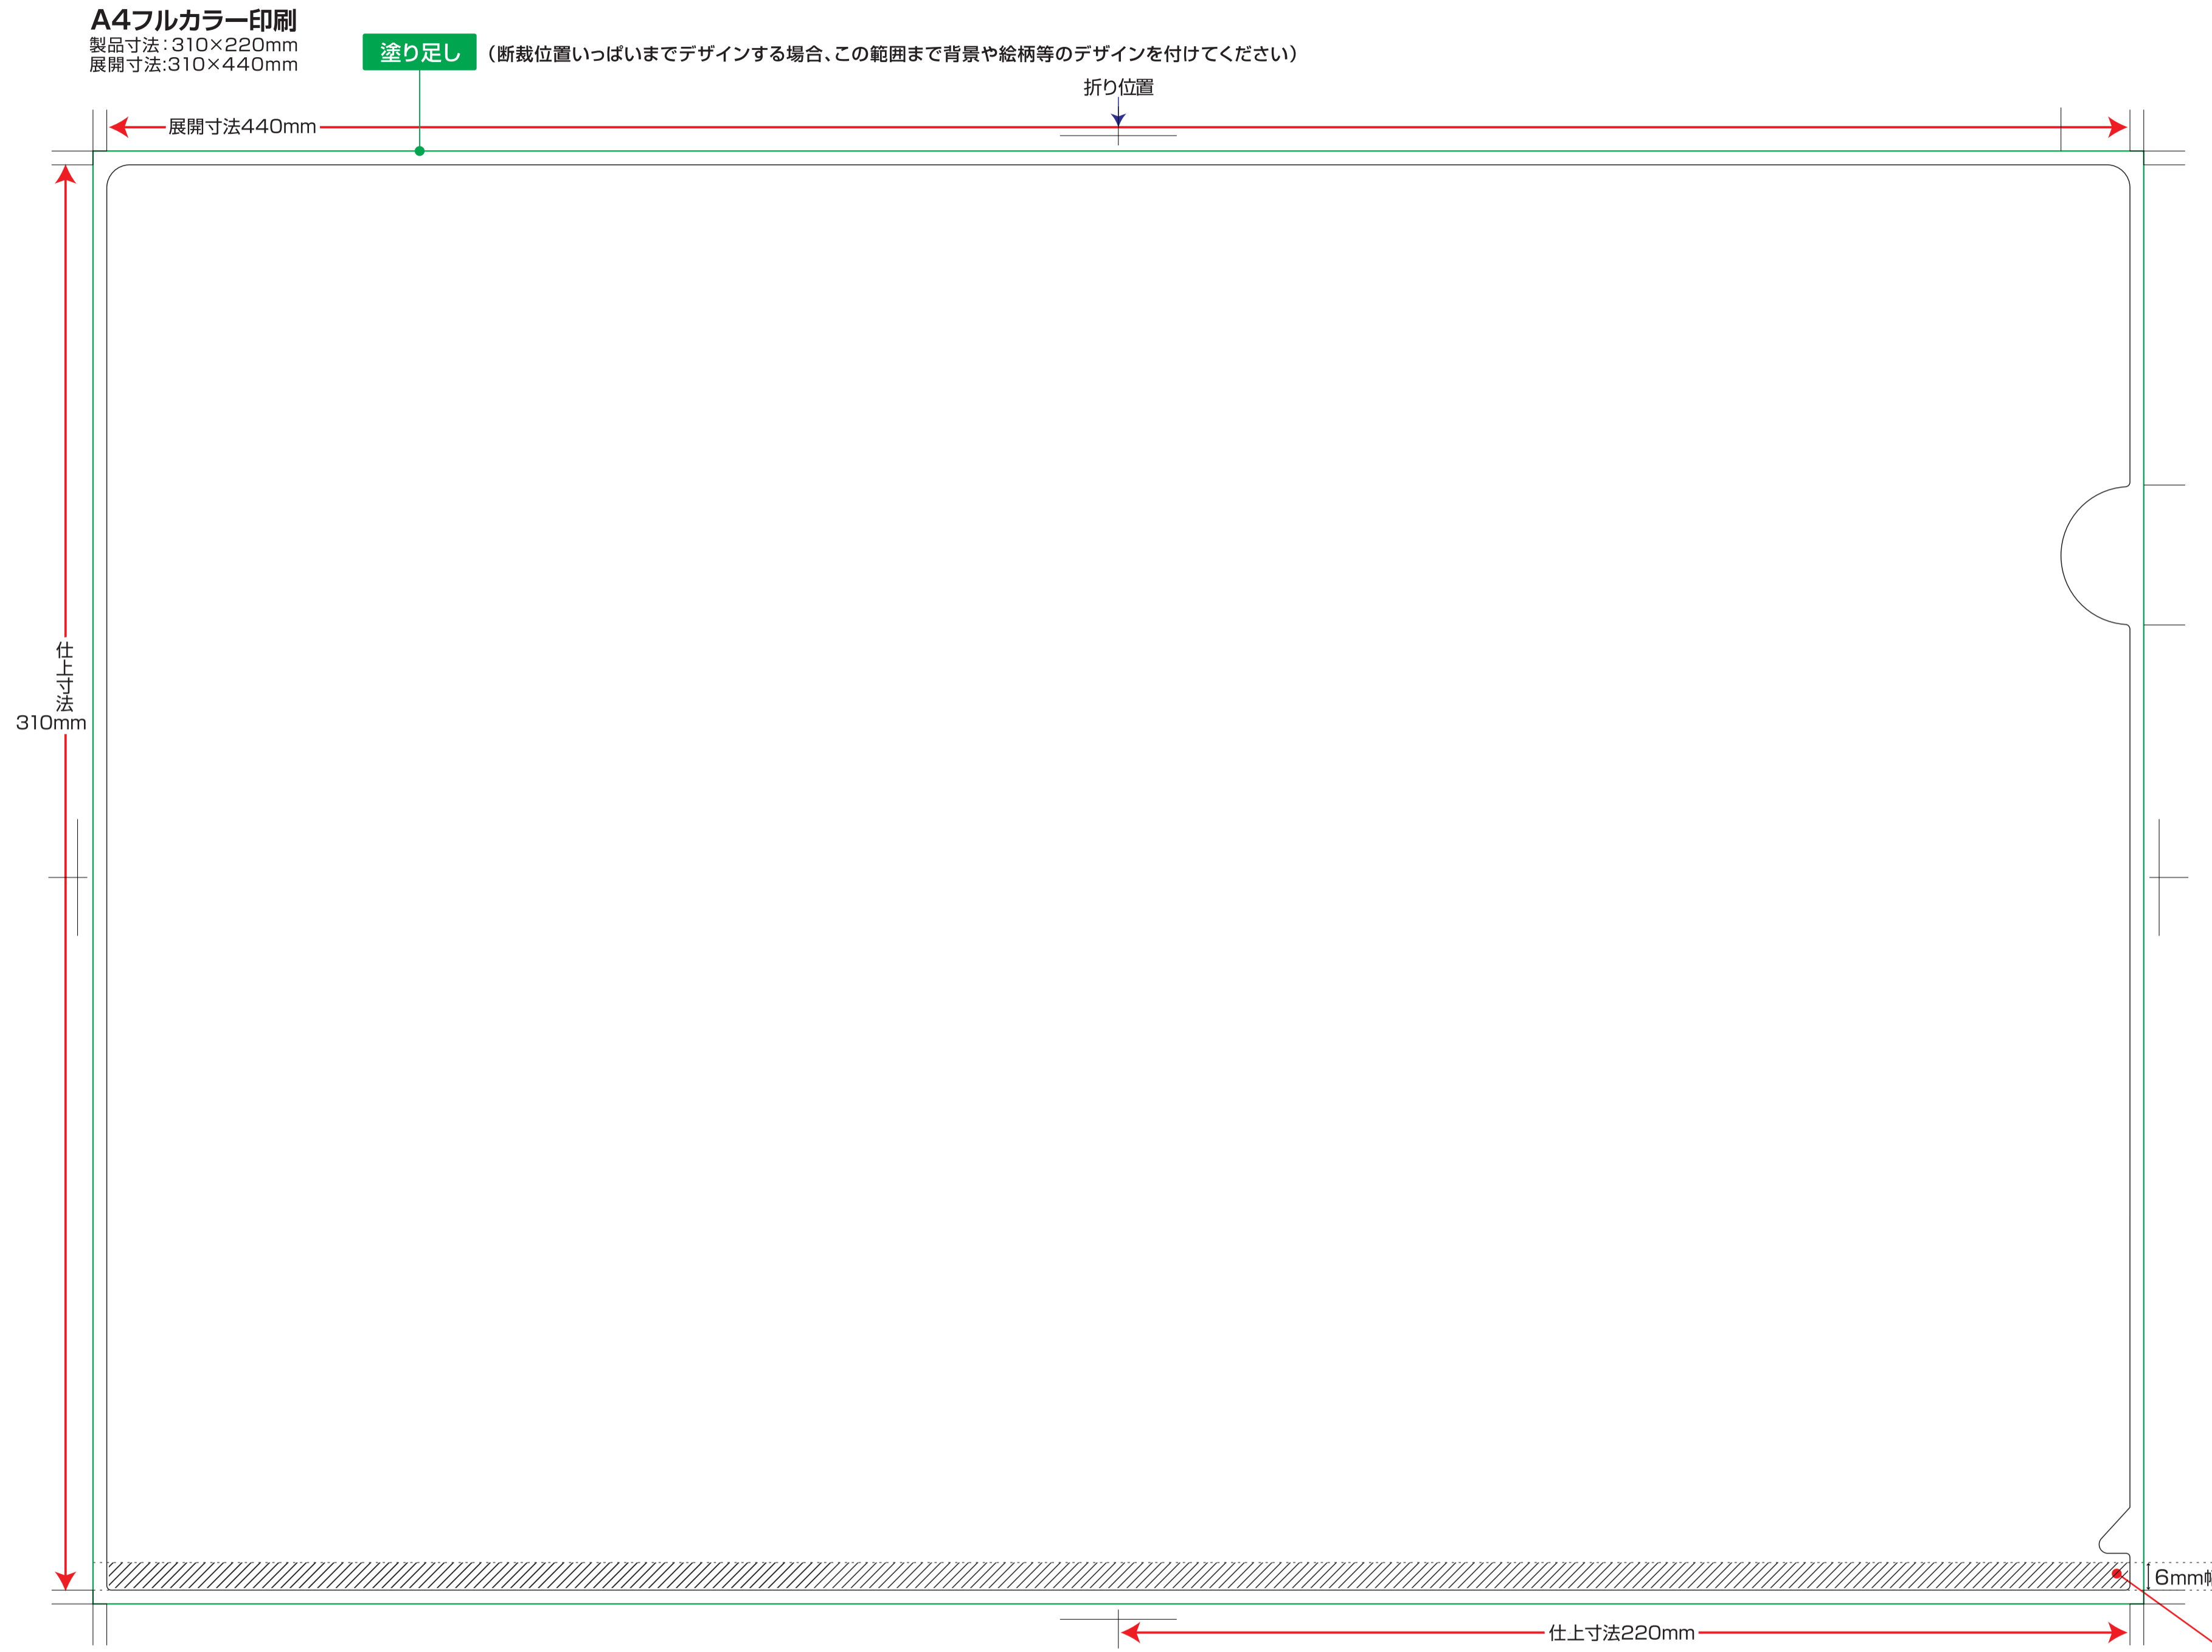 A4フルカラー印刷
製品寸法：310×220mm
展開寸法：310×440mm
塗り足し（断裁位置いっぱいまでデザインする場合、この範囲まで背景や絵柄等のデザインを付けてください）
折り位置
展開寸法440mm
仕上寸法
310mm
6mm幅
仕上寸法220mm